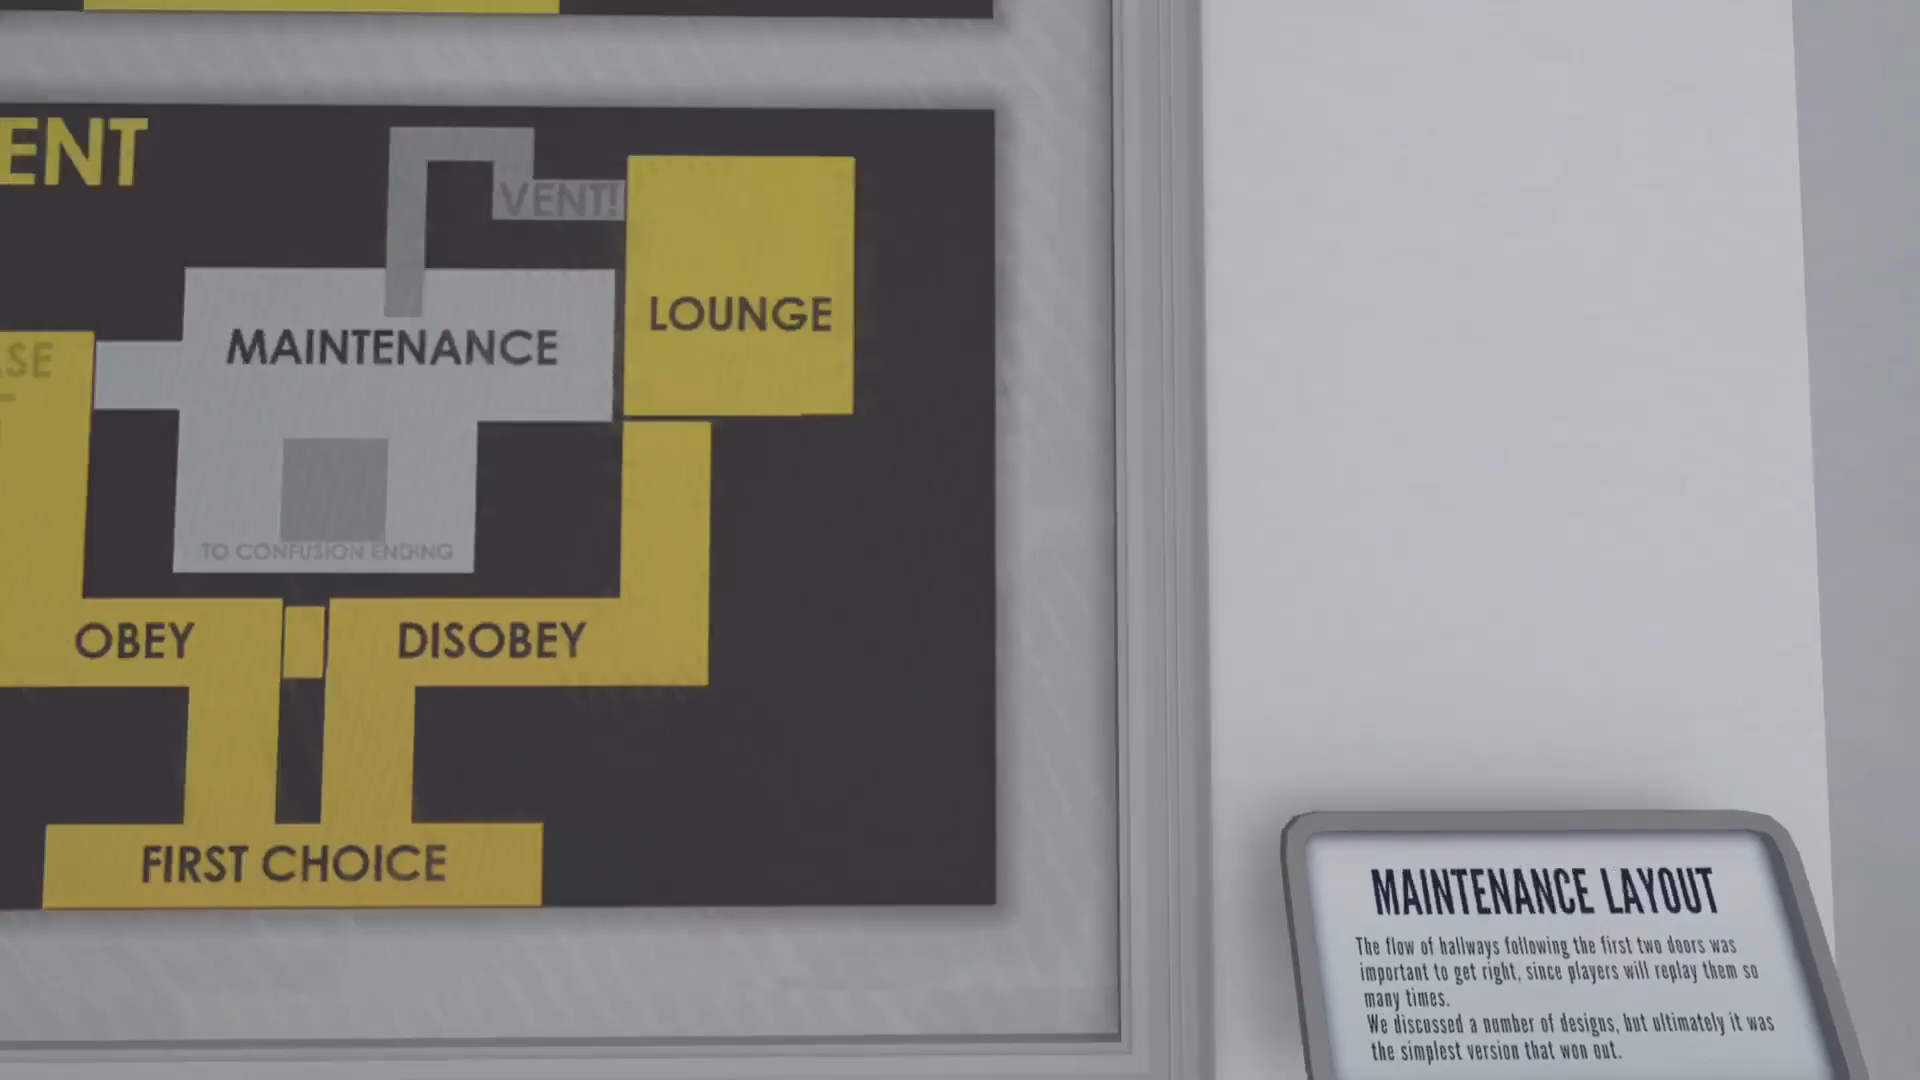 ENT
VENT!
LOUNGE
MAINTENANCE
ASE
TO CONFUSION ENDING
OBEY
DISOBEY
FIRST CHOICE
MAINTENANCE LAYOUT
The flow of hallways following the first two doors was
important to get right, since players will replay them so
many times.
We discussed a number of designs, but ultimately it was
the simplest version that won out.